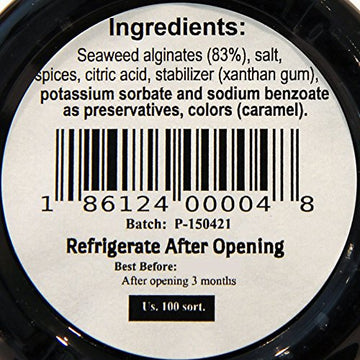 Ingredients:
Seaweed alginates (83%), salt,
spices, citric acid, stabilizer (xanthan gum),
potassium sorbate and sodium benzoate
as preservatives, colors (caramel).
1 86124 00004 8
Batch: P-150421
Refrigerate After Opening
Best Before:
After opening 3 months
Us. 100 sort.